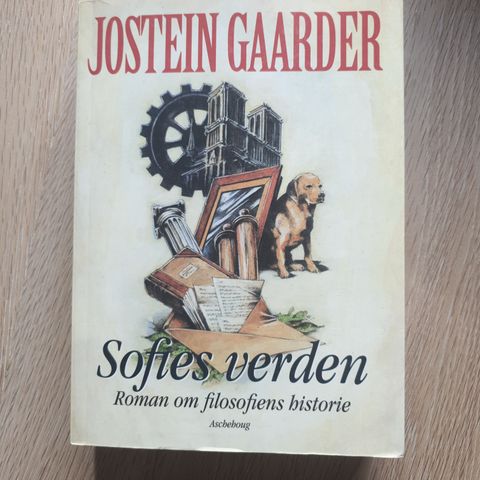 JOSTEIN GAARDER
Sofies verden
Roman om filosofiens historie
Aschehoug